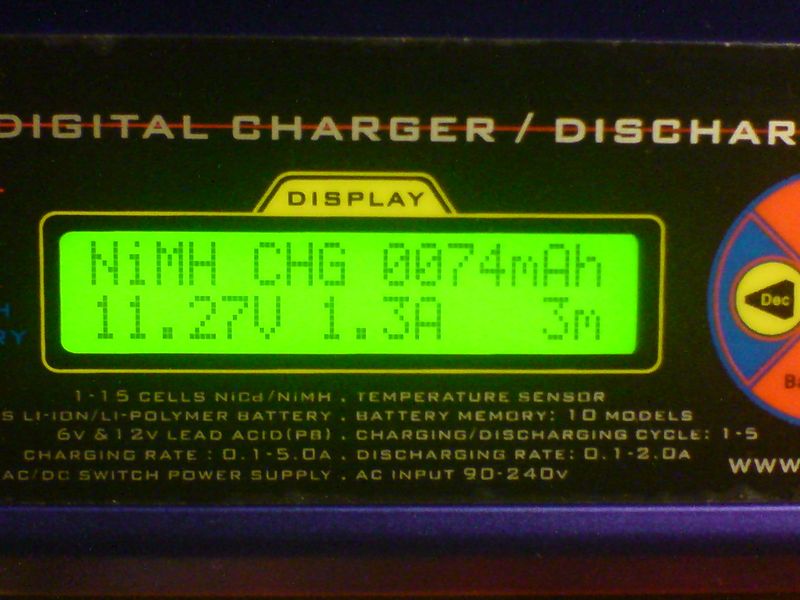 DIGITAL CHARGER / DISCHAR
DISPLAY
NiMH CHG 0074mAh
11.27V 1.3A 3m
Dec
1-15 CELLS NiCd/NiMH . TEMPERATURE SENSOR
S LI-ION/LI-POLYMER BATTERY . BATTERY MEMORY: 10 MODELS
6V & 12V LEAD ACID(PB) . CHARGING/DISCHARGING CYCLE: 1-5
CHARGING RATE : 0.1-5.0A . DISCHARGING RATE: 0.1-2.0A
AC/DC SWITCH POWER SUPPLY . AC INPUT 90-240V
WWW